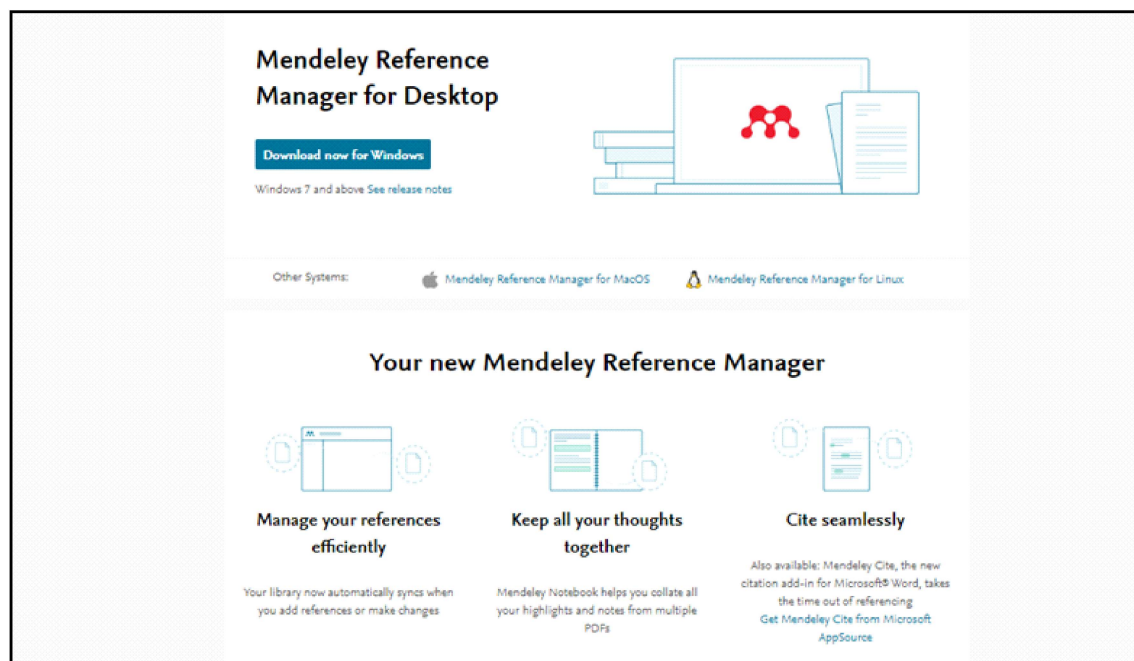 Mendeley Reference
Manager for Desktop
Download now for Windows
Windows 7 and above See release notes
Other Systems:
Mendeley Reference Manager for MacOS
Mendeley Reference Manager for Linux
Your new Mendeley Reference Manager
Manage your references
efficiently
Your library now automatically syncs when
you add references or make changes
Keep all your thoughts
together
Mendeley Notebook helps you collate all
your highlights and notes from multiple
PDFs
Cite seamlessly
Also available: Mendeley Cite, the new
citation add-in for Microsoft® Word, takes
the time out of referencing
Get Mendeley Cite from Microsoft
AppSource